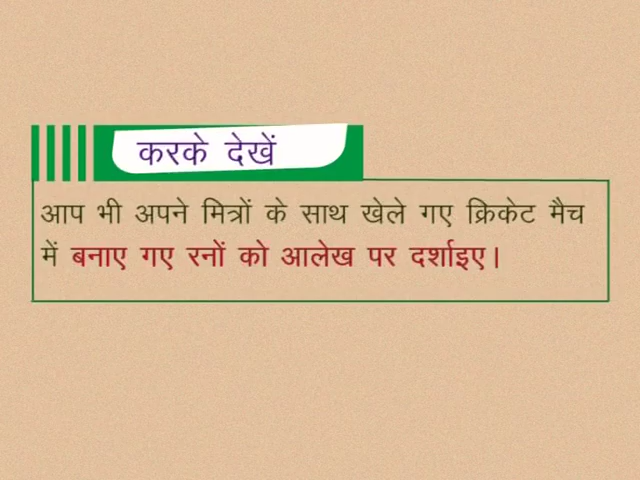 करके देखें
आप भी अपने मित्रों के साथ खेले गए क्रिकेट मैच
में बनाए गए रनों को आलेख पर दर्शाइए।